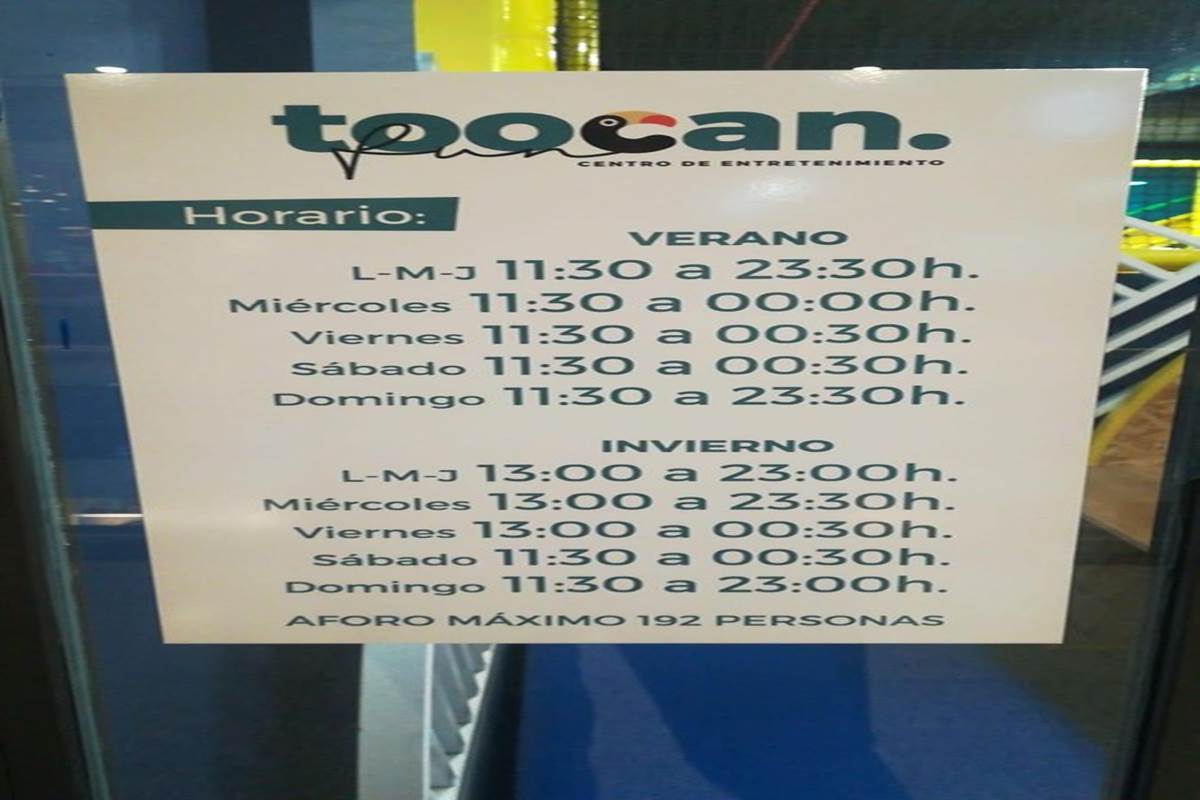 toocan.
Fun
CENTRO DE ENTRETENIMIENTO
Horario:
VERANO
L-M-J 11:30 a 23:30h.
Miércoles 11:30 a 00:00h.
Viernes 11:30 a 00:30h.
Sábado 11:30 a 00:30h.
Domingo 11:30 a 23:30h.
INVIERNO
L-M-J 13:00 a 23:00h.
Miércoles 13:00 a 23:30h.
Viernes 13:00 a 00:30h.
Sábado 11:30 a 00:30h.
Domingo 11:30 a 23:00h.
AFORO MÁXIMO 192 PERSONAS